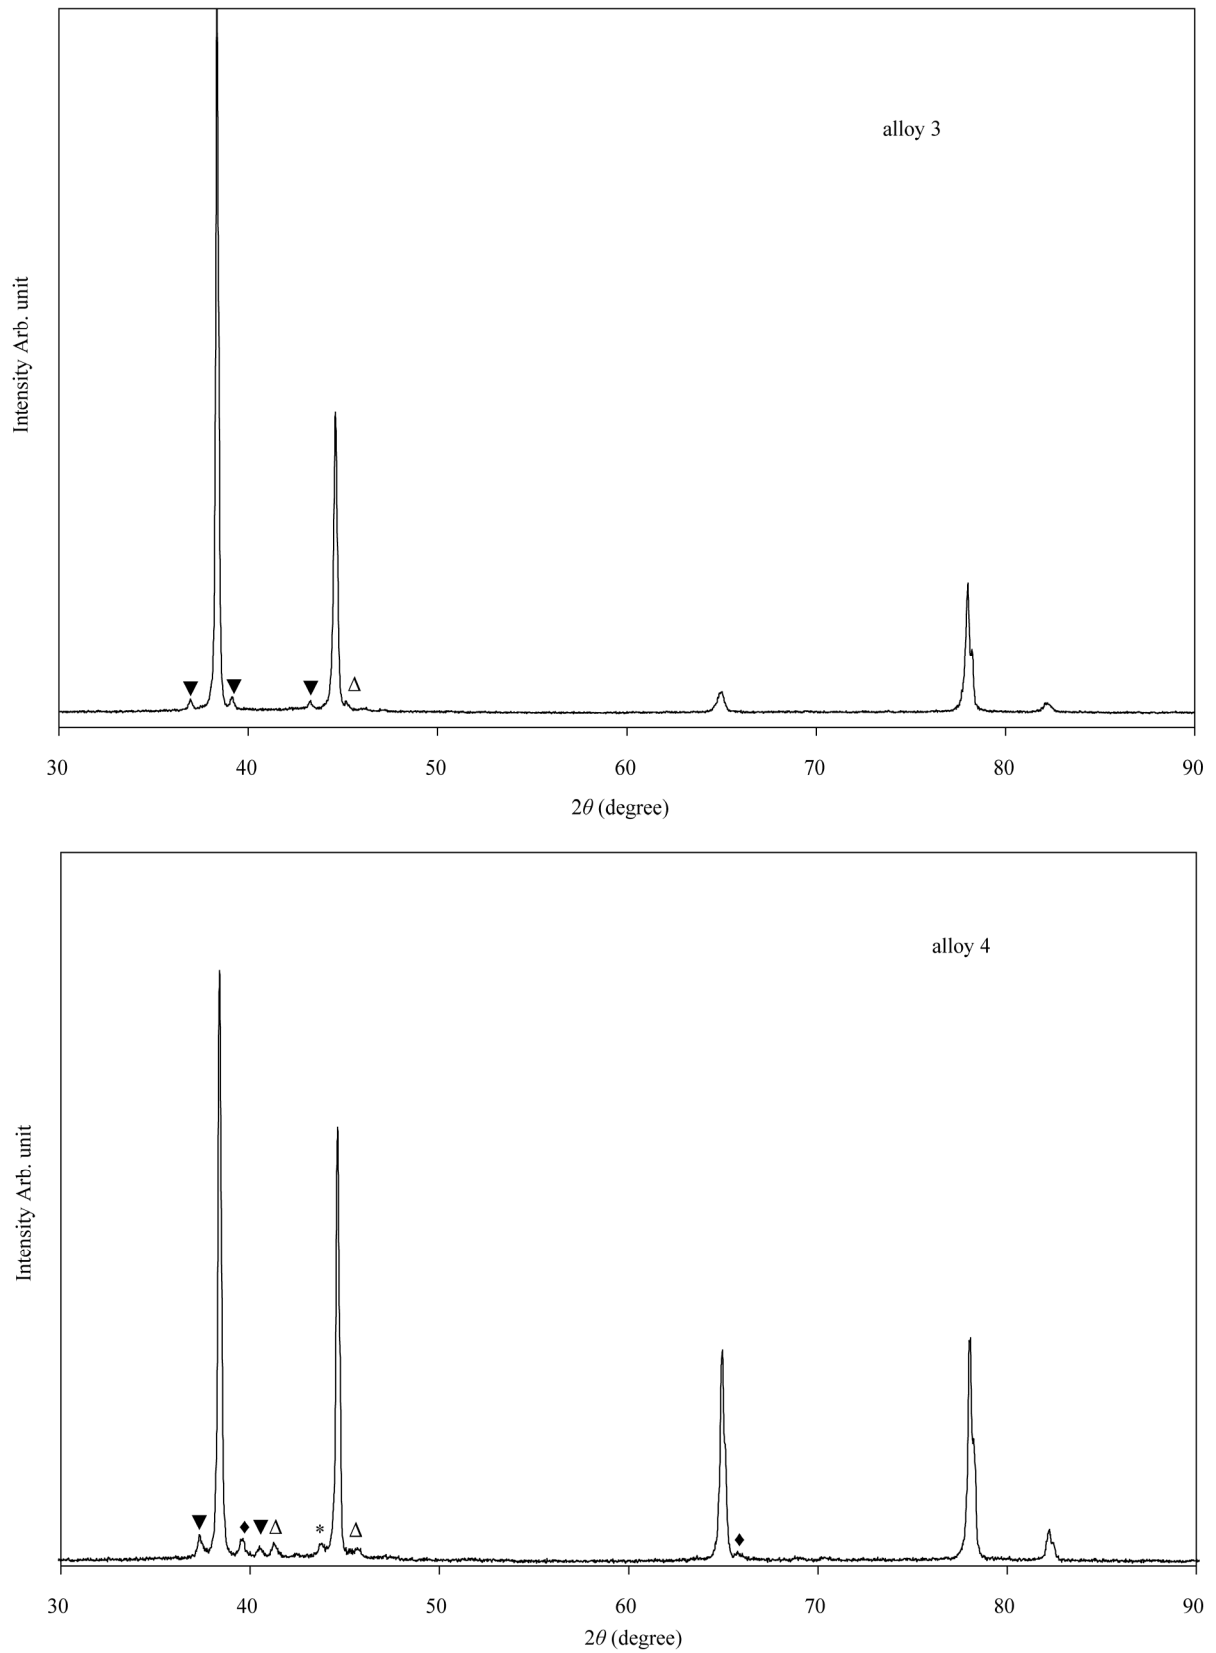 alloy 3
Intensity Arb. unit
▼ ▼ ▼ Δ
30 40 50 60 70 80 90
2θ (degree)
alloy 4
Intensity Arb. unit
▼ ♦ ▼ Δ * Δ ♦
30 40 50 60 70 80 90
2θ (degree)